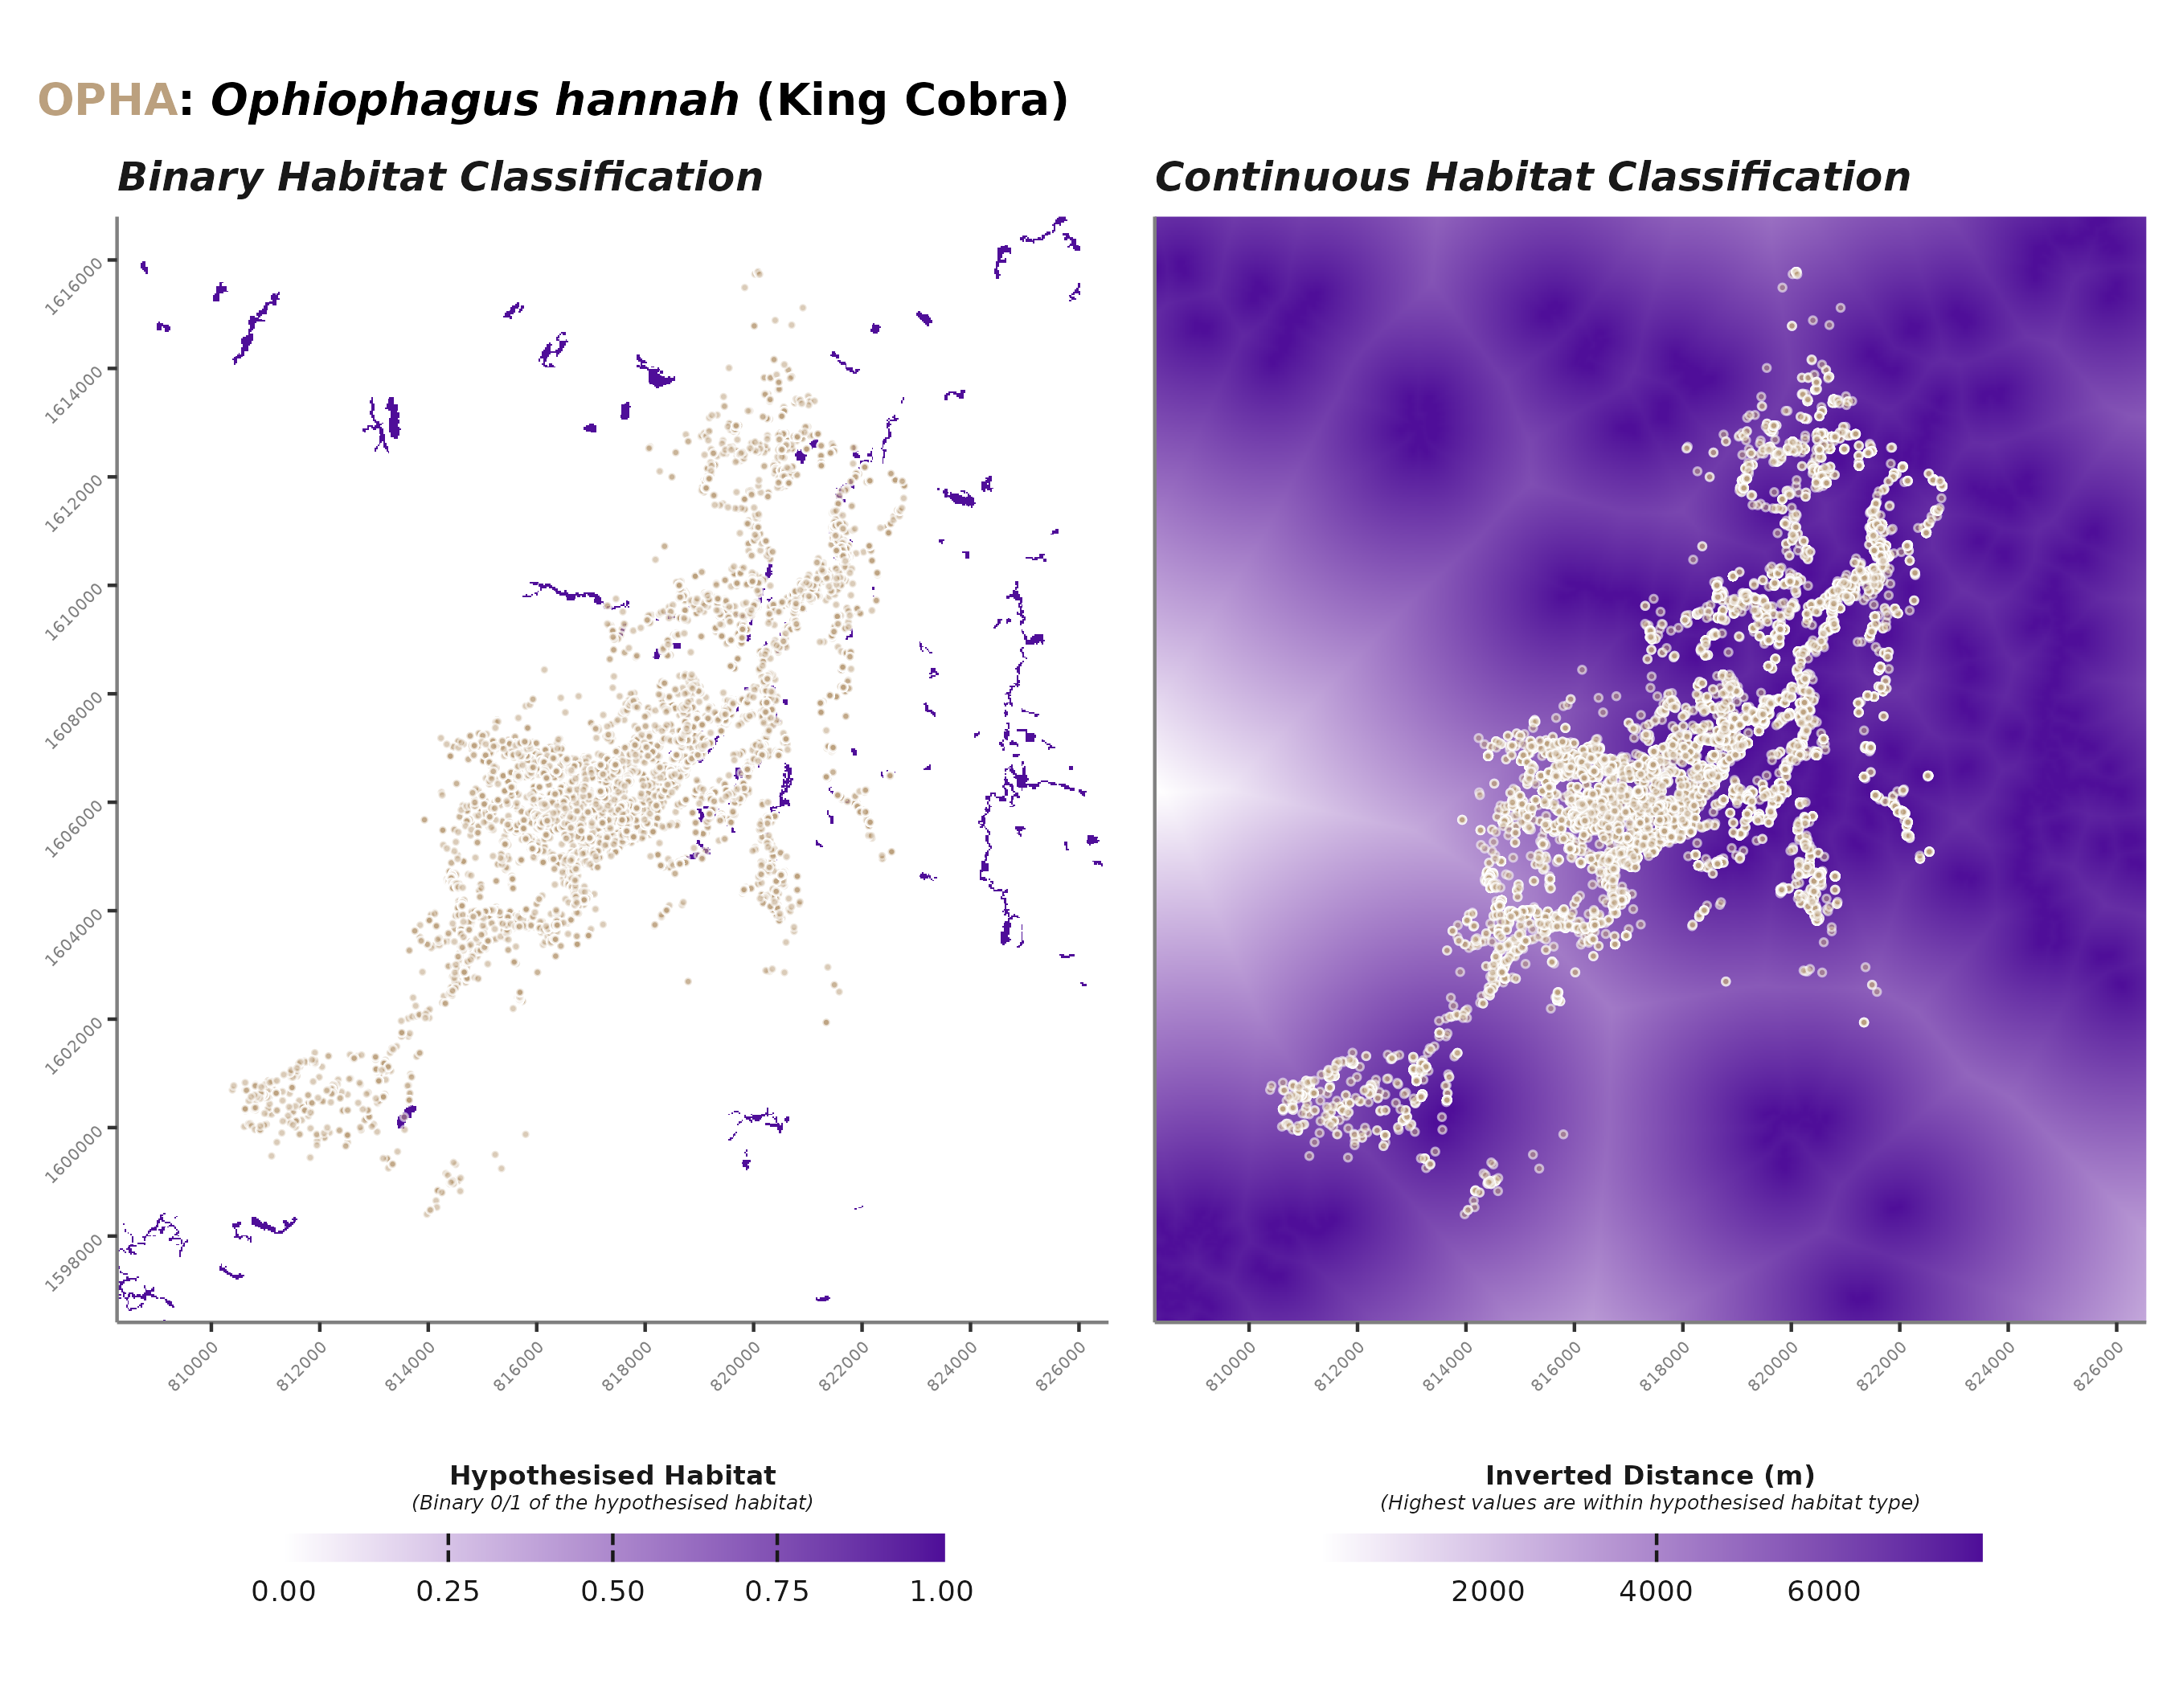 OPHA: Ophiophagus hannah (King Cobra)
Binary Habitat Classification
Continuous Habitat Classification
1616000
1614000
1612000
1610000
1608000
1606000
1604000
1602000
1600000
1598000
810000 812000 814000 816000 818000 820000 822000 824000 826000
810000 812000 814000 816000 818000 820000 822000 824000 826000
Hypothesised Habitat
(Binary 0/1 of the hypothesised habitat)
0.00 0.25 0.50 0.75 1.00
Inverted Distance (m)
(Highest values are within hypothesised habitat type)
2000 4000 6000